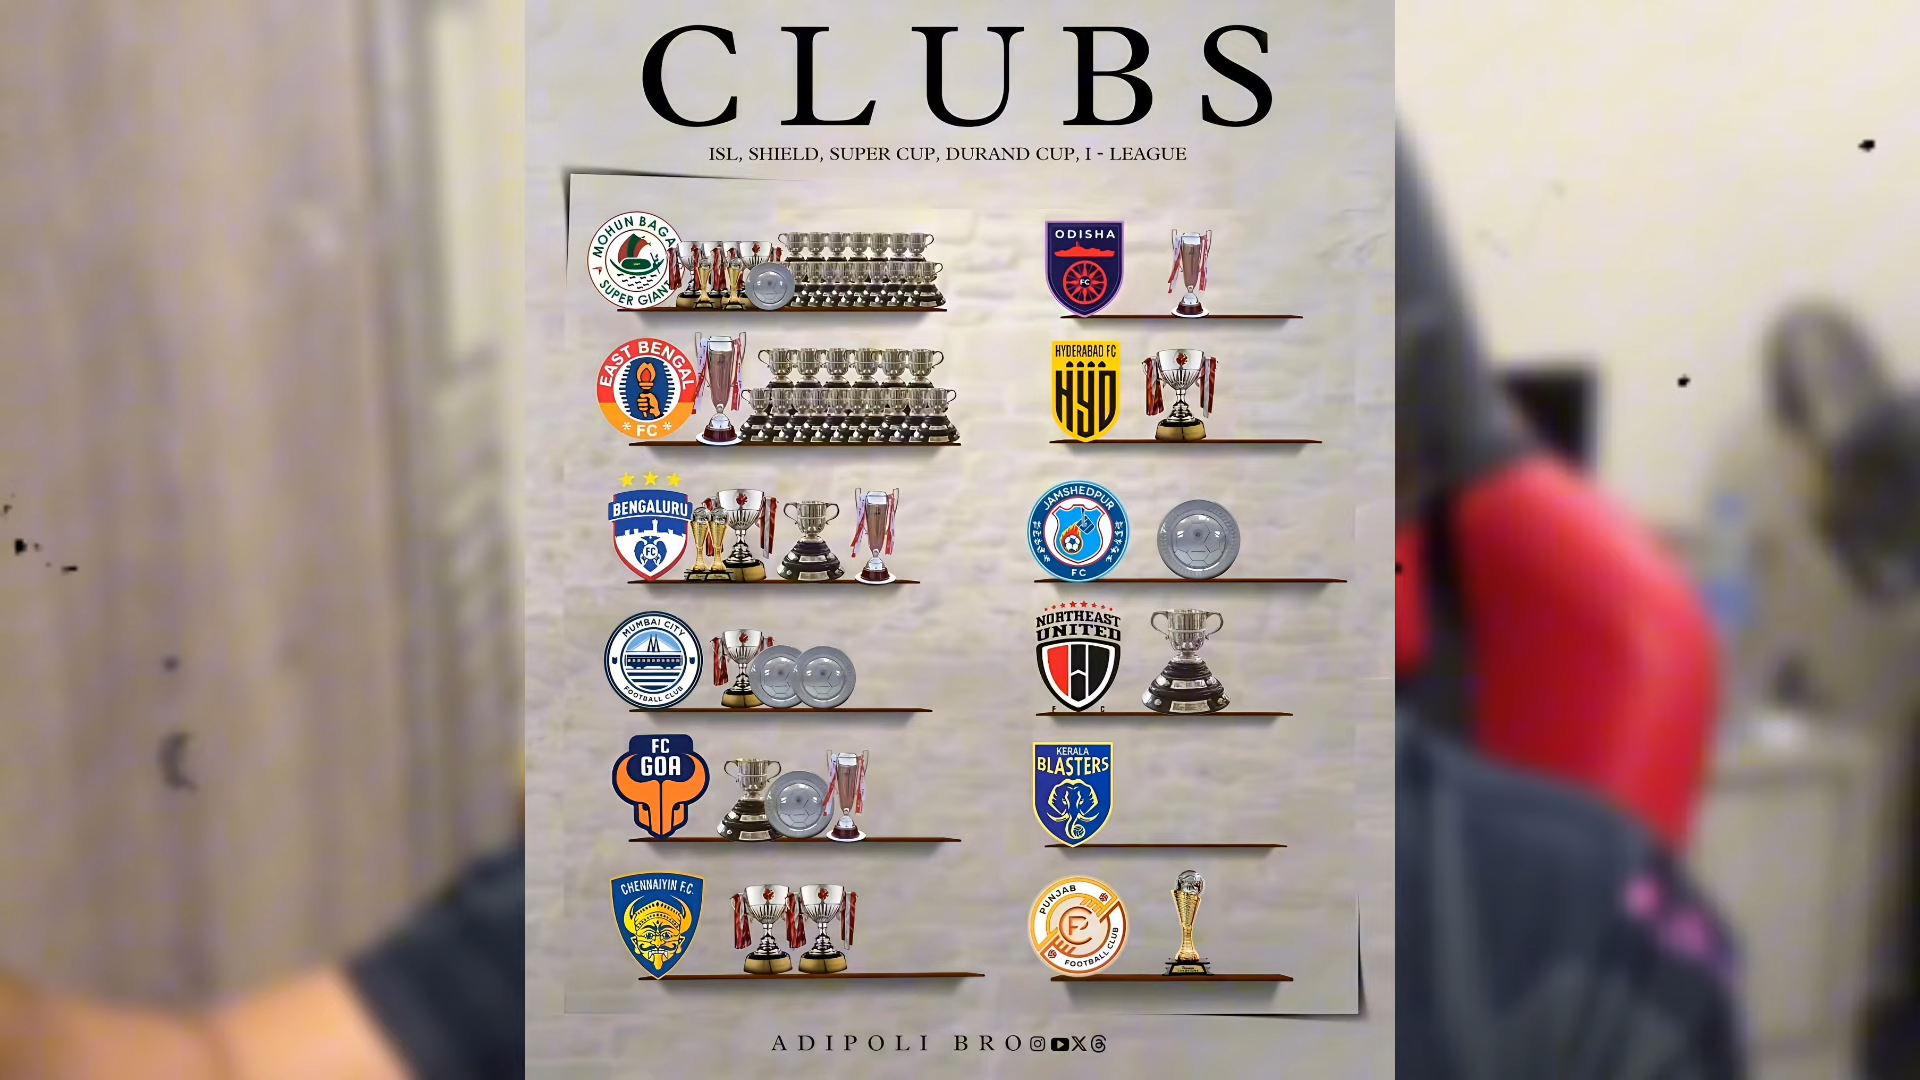 CLUBS
ISL, SHIELD, SUPER CUP, DURAND CUP, I - LEAGUE
MOHUN BAGA
SUPER GIANT
ODISHA
FC
EAST BENGAL
FC
HYDERABAD FC
HYD
BENGALURU
FC
JAMSHEDPUR
FC
MUMBAI CITY
FOOTBALL CLUB
NORTHEAST
UNITED
F C
FC
GOA
KERALA
BLASTERS
CHENNAIYIN F.C.
PUNJAB
FC
FOOTBALL CLUB
ADIPOLI BRO